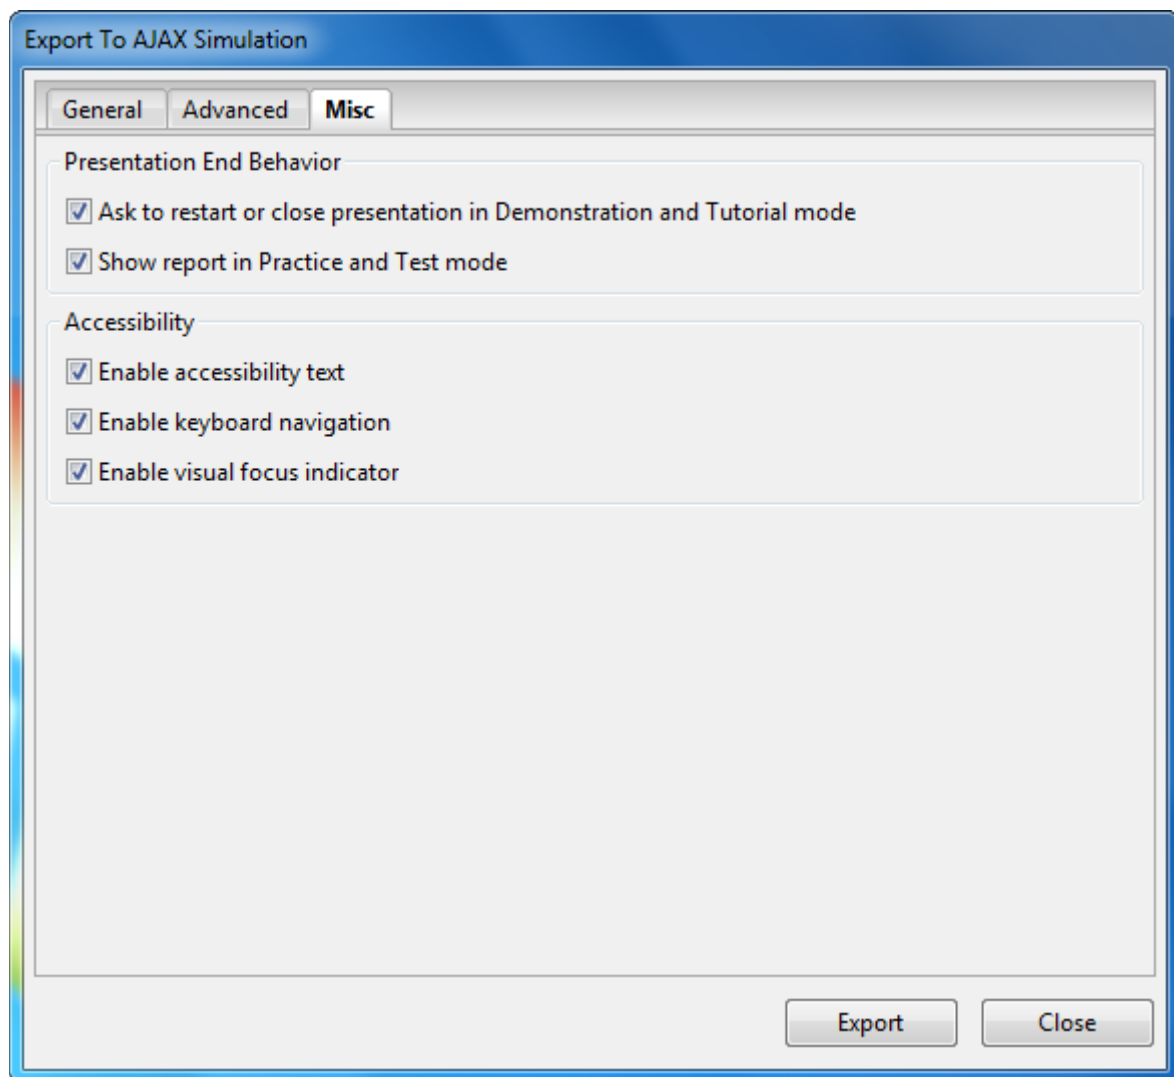 Export To AJAX Simulation
General Advanced Misc
Presentation End Behavior
Ask to restart or close presentation in Demonstration and Tutorial mode
Show report in Practice and Test mode
Accessibility
Enable accessibility text
Enable keyboard navigation
Enable visual focus indicator
Export Close